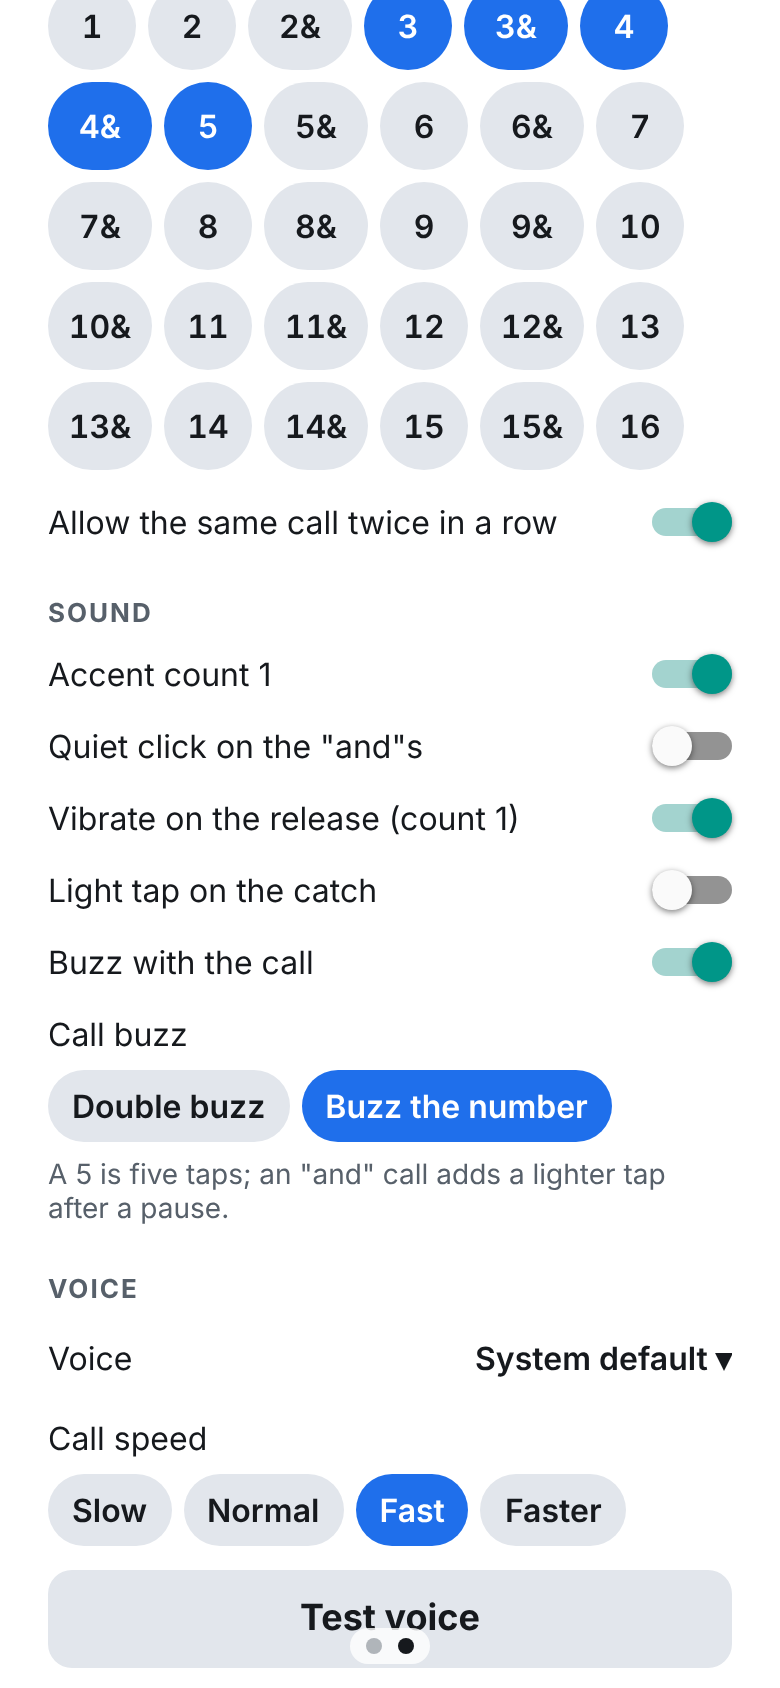 1 2 2& 3 3& 4
4& 5 5& 6 6& 7
7& 8 8& 9 9& 10
10& 11 11& 12 12& 13
13& 14 14& 15 15& 16
Allow the same call twice in a row
SOUND
Accent count 1
Quiet click on the "and"s
Vibrate on the release (count 1)
Light tap on the catch
Buzz with the call
Call buzz
Double buzz Buzz the number
A 5 is five taps; an "and" call adds a lighter tap
after a pause.
VOICE
Voice System default ▾
Call speed
Slow Normal Fast Faster
Test voice